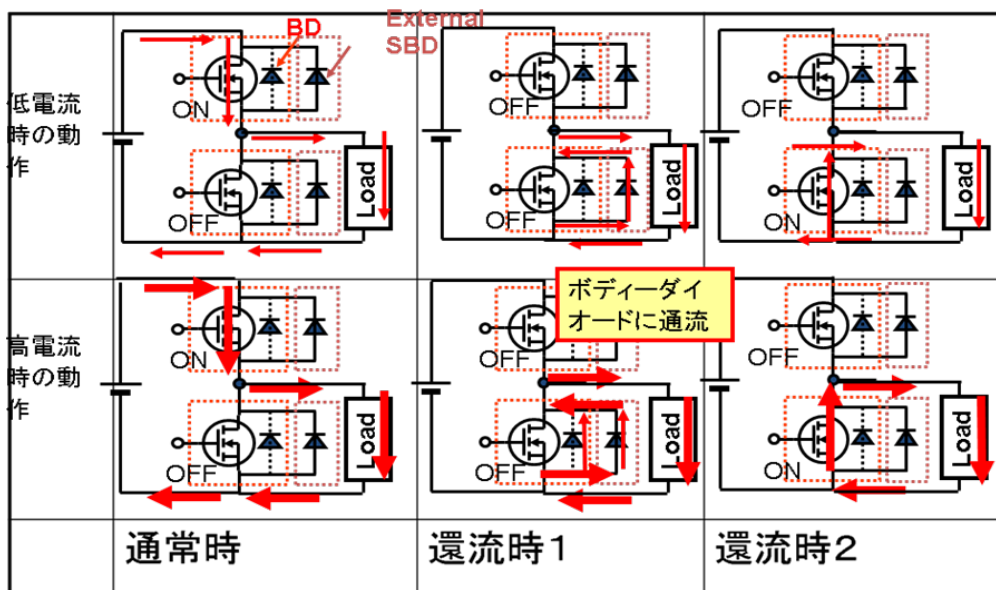 BD
External
SBD
低電流
時の動
作
ON
OFF
Load
OFF
Load
OFF
ON
Load
ボディーダイ
オードに通流
高電流
時の動
作
ON
OFF
Load
OFF
Load
OFF
ON
Load
通常時
還流時1
還流時2